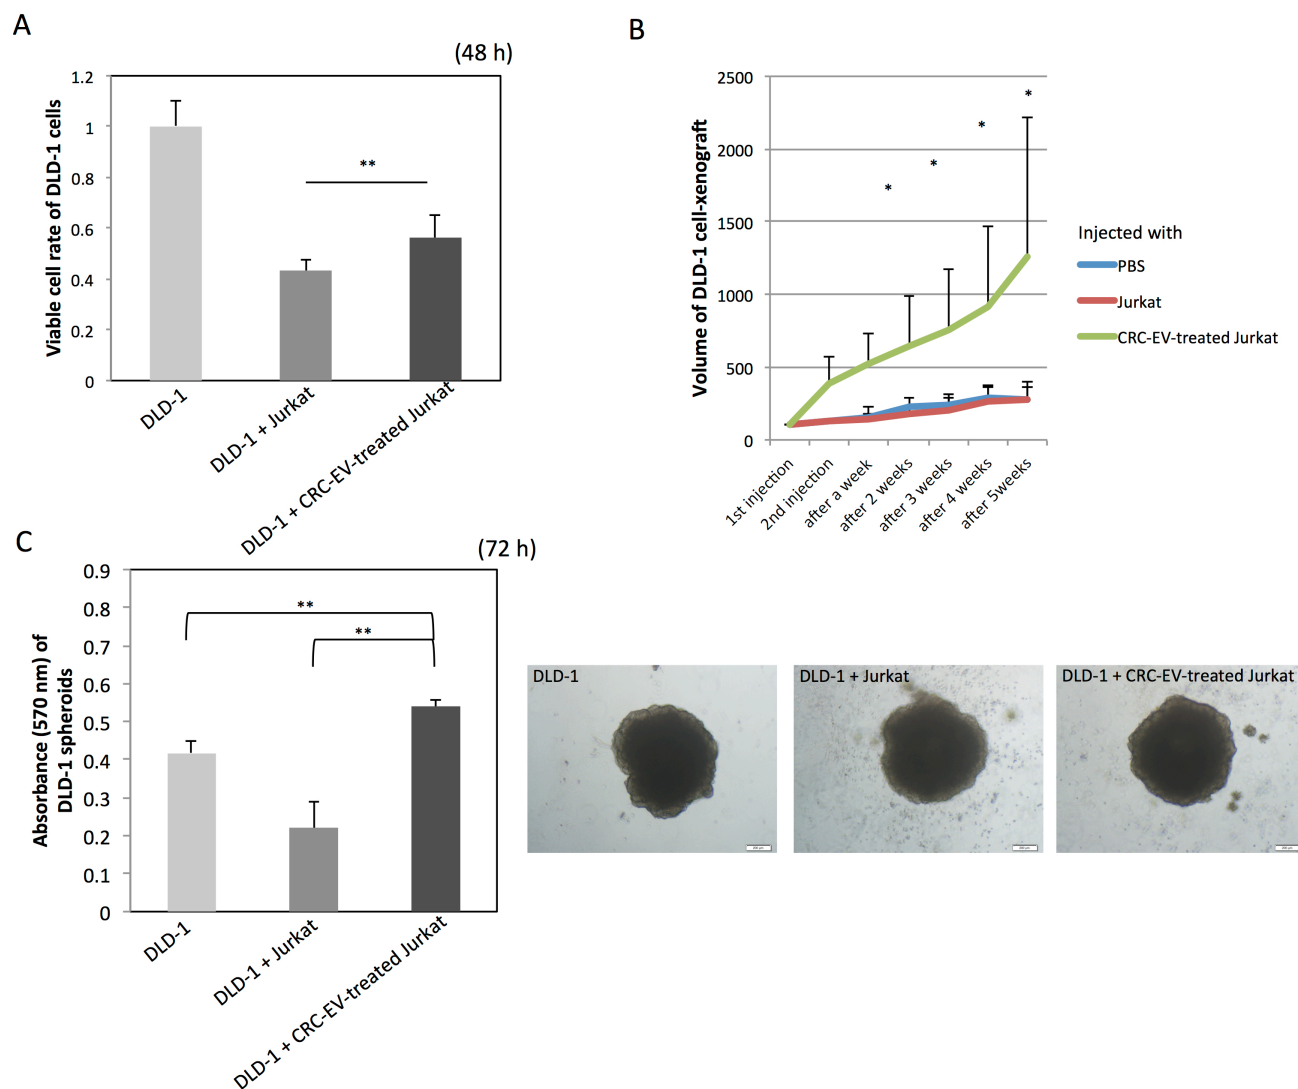 A
(48 h)
Viable cell rate of DLD-1 cells
1.2
1
0.8
0.6
0.4
0.2
0
**
DLD-1
DLD-1 + Jurkat
DLD-1 + CRC-EV-treated Jurkat
B
Volume of DLD-1 cell-xenograft
2500
2000
1500
1000
500
0
*
*
*
*
1st injection
2nd injection
after a week
after 2 weeks
after 3 weeks
after 4 weeks
after 5weeks
Injected with
PBS
Jurkat
CRC-EV-treated Jurkat
C
(72 h)
Absorbance (570 nm) of
DLD-1 spheroids
0.9
0.8
0.7
0.6
0.5
0.4
0.3
0.2
0.1
0
**
**
DLD-1
DLD-1 + Jurkat
DLD-1 + CRC-EV-treated Jurkat
DLD-1
DLD-1 + Jurkat
DLD-1 + CRC-EV-treated Jurkat